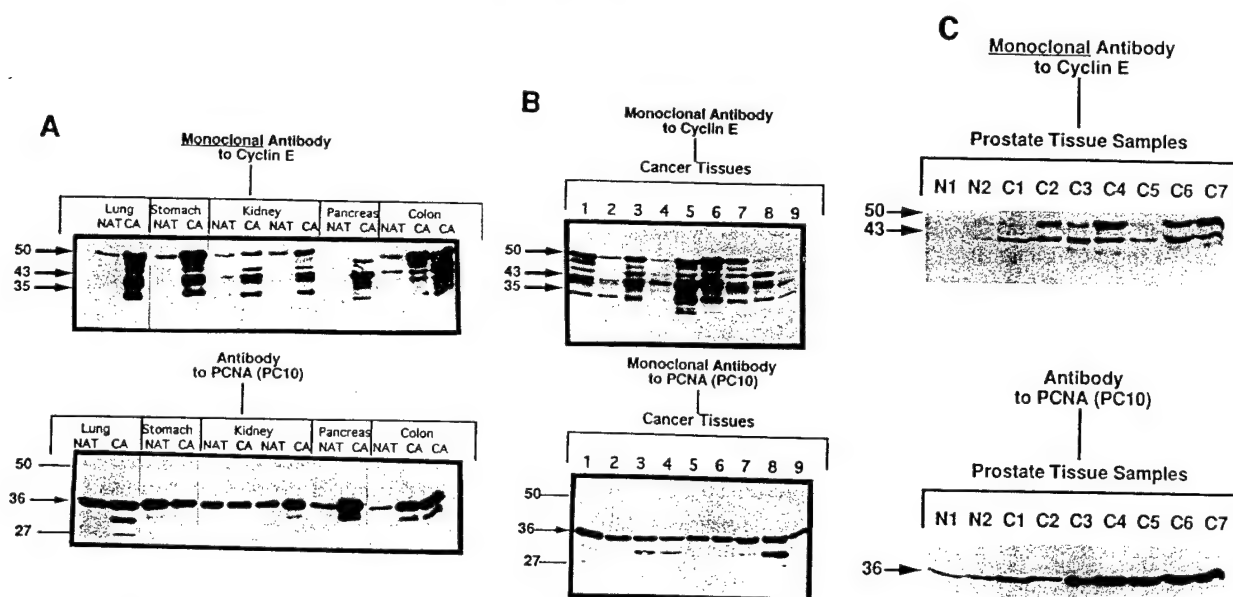 A
Monoclonal Antibody
to Cyclin E
Lung Stomach Kidney Pancreas Colon
NAT CA NAT CA NAT CA NAT CA NAT CA NAT CA CA
50
43
35
Antibody
to PCNA (PC10)
Lung Stomach Kidney Pancreas Colon
NAT CA NAT CA NAT CA NAT CA NAT CA NAT CA CA
50
36
27
B
Monoclonal Antibody
to Cyclin E
Cancer Tissues
1 2 3 4 5 6 7 8 9
50
43
35
Monoclonal Antibody
to PCNA (PC10)
Cancer Tissues
1 2 3 4 5 6 7 8 9
50
36
27
C
Monoclonal Antibody
to Cyclin E
Prostate Tissue Samples
N1 N2 C1 C2 C3 C4 C5 C6 C7
50
43
Antibody
to PCNA (PC10)
Prostate Tissue Samples
N1 N2 C1 C2 C3 C4 C5 C6 C7
36